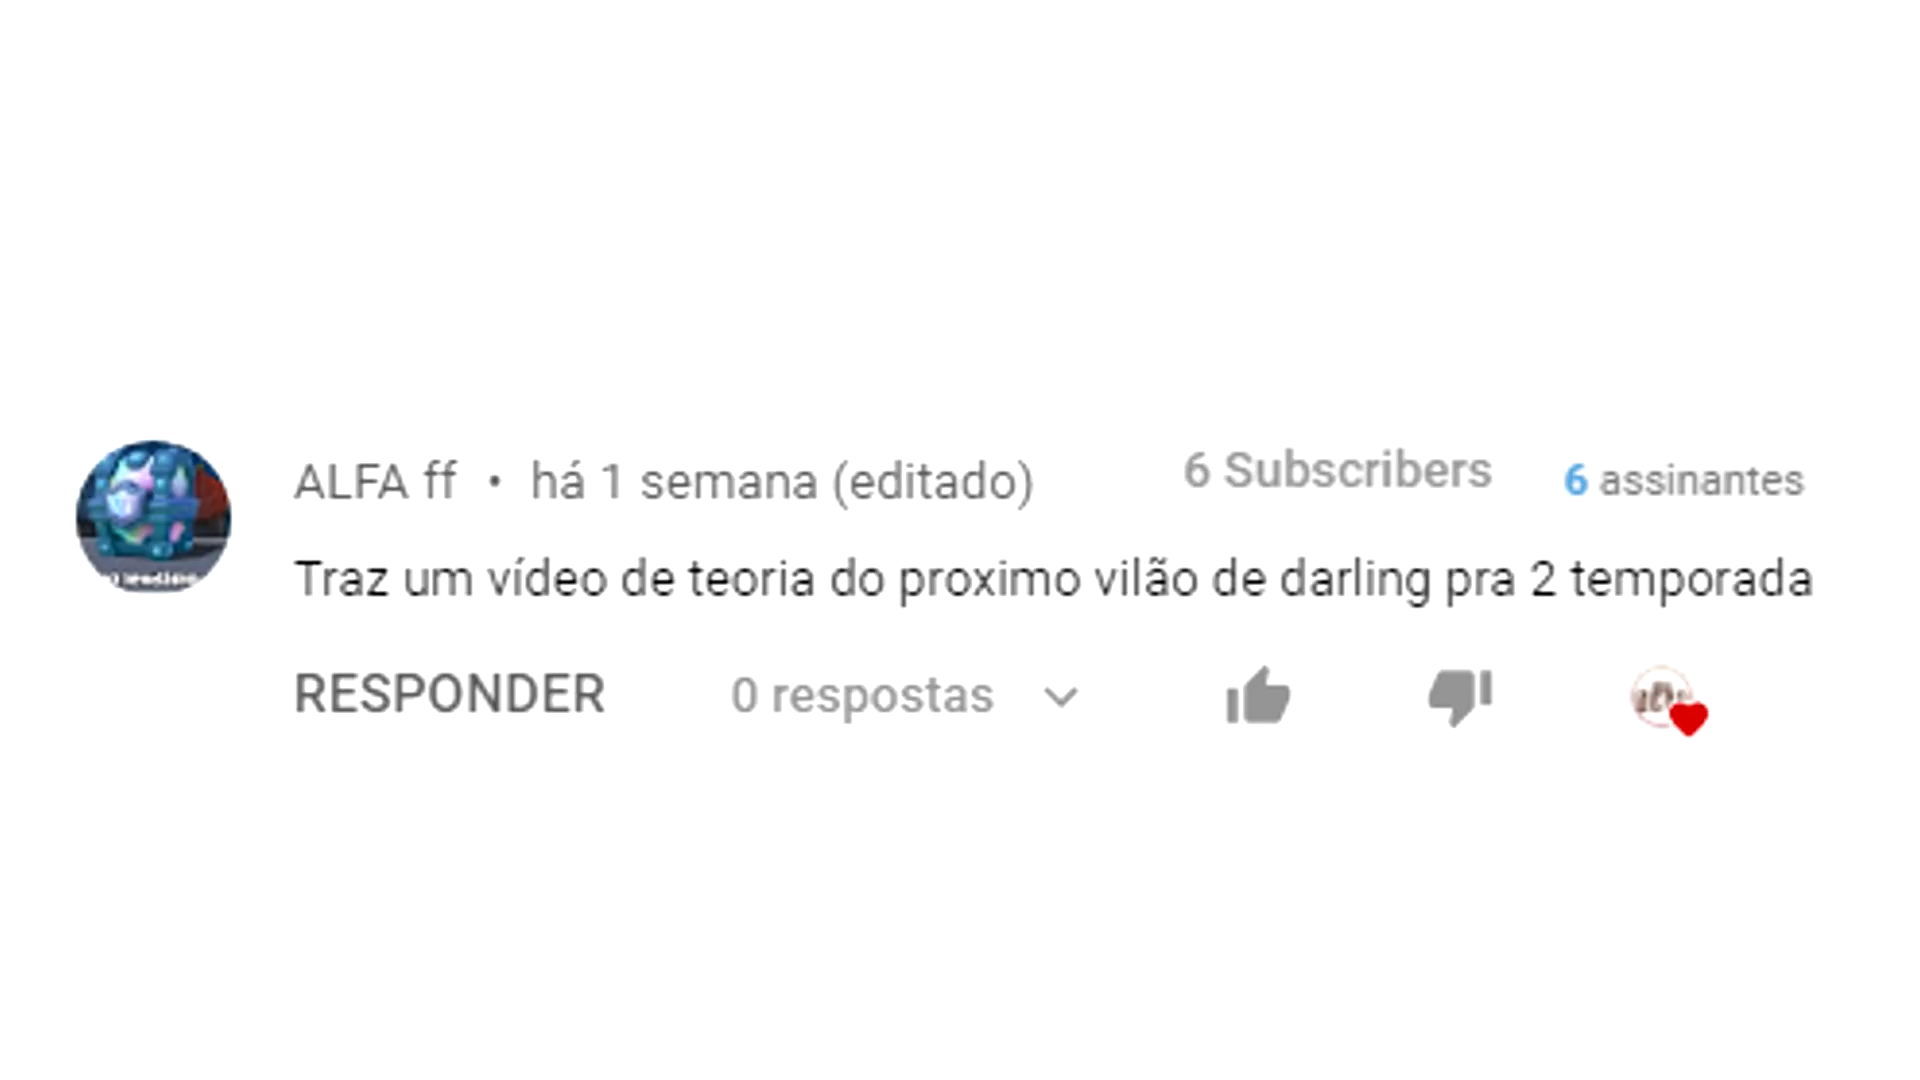 ALFA ff • há 1 semana (editado) 6 Subscribers 6 assinantes
Traz um vídeo de teoria do proximo vilão de darling pra 2 temporada
RESPONDER 0 respostas